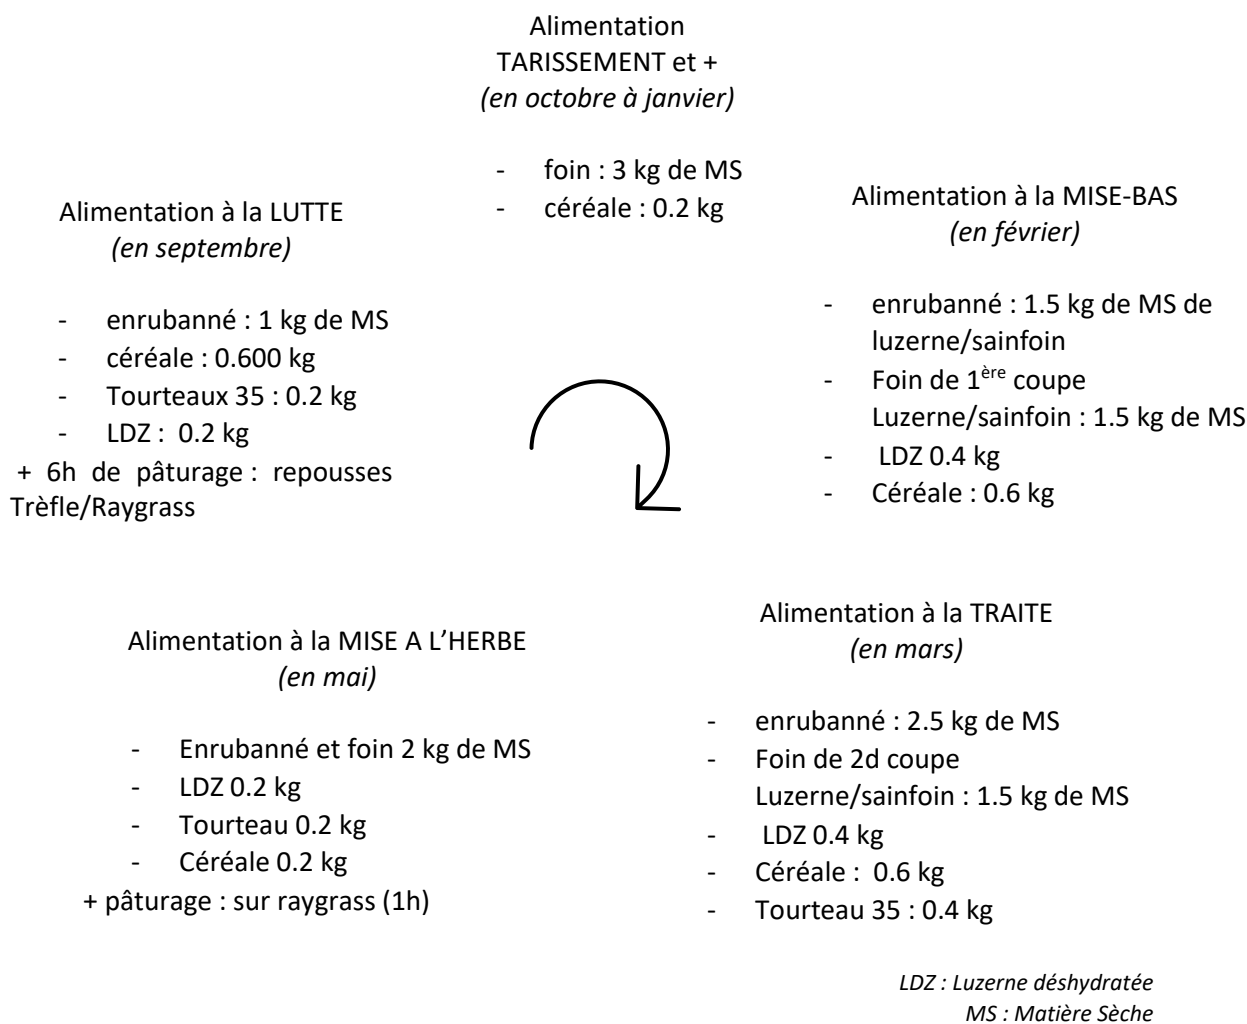 Alimentation
TARISSEMENT et +
(en octobre à janvier)
- foin : 3 kg de MS
- céréale : 0.2 kg
Alimentation à la LUTTE
(en septembre)
- enrubanné : 1 kg de MS
- céréale : 0.600 kg
- Tourteaux 35 : 0.2 kg
- LDZ : 0.2 kg
+ 6h de pâturage : repousses
Trèfle/Raygrass
Alimentation à la MISE-BAS
(en février)
- enrubanné : 1.5 kg de MS de
luzerne/sainfoin
- Foin de 1ère coupe
Luzerne/sainfoin : 1.5 kg de MS
- LDZ 0.4 kg
- Céréale : 0.6 kg
Alimentation à la MISE A L’HERBE
(en mai)
- Enrubanné et foin 2 kg de MS
- LDZ 0.2 kg
- Tourteau 0.2 kg
- Céréale 0.2 kg
+ pâturage : sur raygrass (1h)
Alimentation à la TRAITE
(en mars)
- enrubanné : 2.5 kg de MS
- Foin de 2d coupe
Luzerne/sainfoin : 1.5 kg de MS
- LDZ 0.4 kg
- Céréale : 0.6 kg
- Tourteau 35 : 0.4 kg
LDZ : Luzerne déshydratée
MS : Matière Sèche